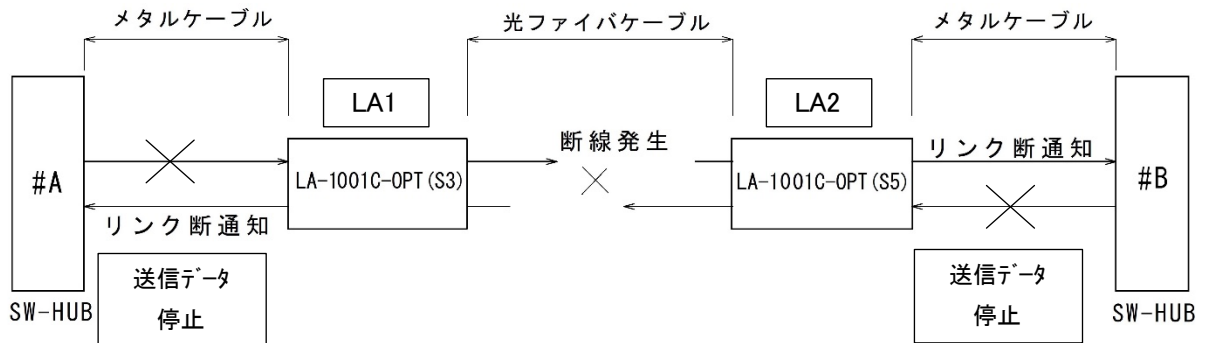 メタルケーブル
光ファイバケーブル
メタルケーブル
LA1
LA2
断線発生
リンク断通知
#A
LA-1001C-OPT(S3)
LA-1001C-OPT(S5)
#B
リンク断通知
送信データ
停止
送信データ
停止
SW-HUB
SW-HUB